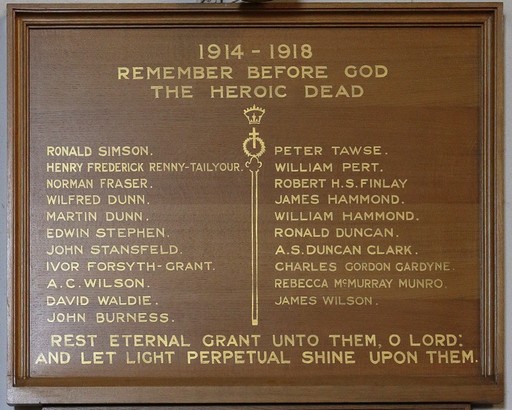 1914 - 1918
REMEMBER BEFORE GOD
THE HEROIC DEAD
RONALD SIMSON.
HENRY FREDERICK RENNY-TAILYOUR.
NORMAN FRASER.
WILFRED DUNN.
MARTIN DUNN.
EDWIN STEPHEN.
JOHN STANSFELD.
IVOR FORSYTH-GRANT.
A.C.WILSON.
DAVID WALDIE.
JOHN BURNESS.
PETER TAWSE.
WILLIAM PERT.
ROBERT H.S.FINLAY
JAMES HAMMOND.
WILLIAM HAMMOND.
RONALD DUNCAN.
A.S.DUNCAN CLARK.
CHARLES GORDON GARDYNE.
REBECCA McMURRAY MUNRO.
JAMES WILSON.
REST ETERNAL GRANT UNTO THEM, O LORD:
AND LET LIGHT PERPETUAL SHINE UPON THEM.